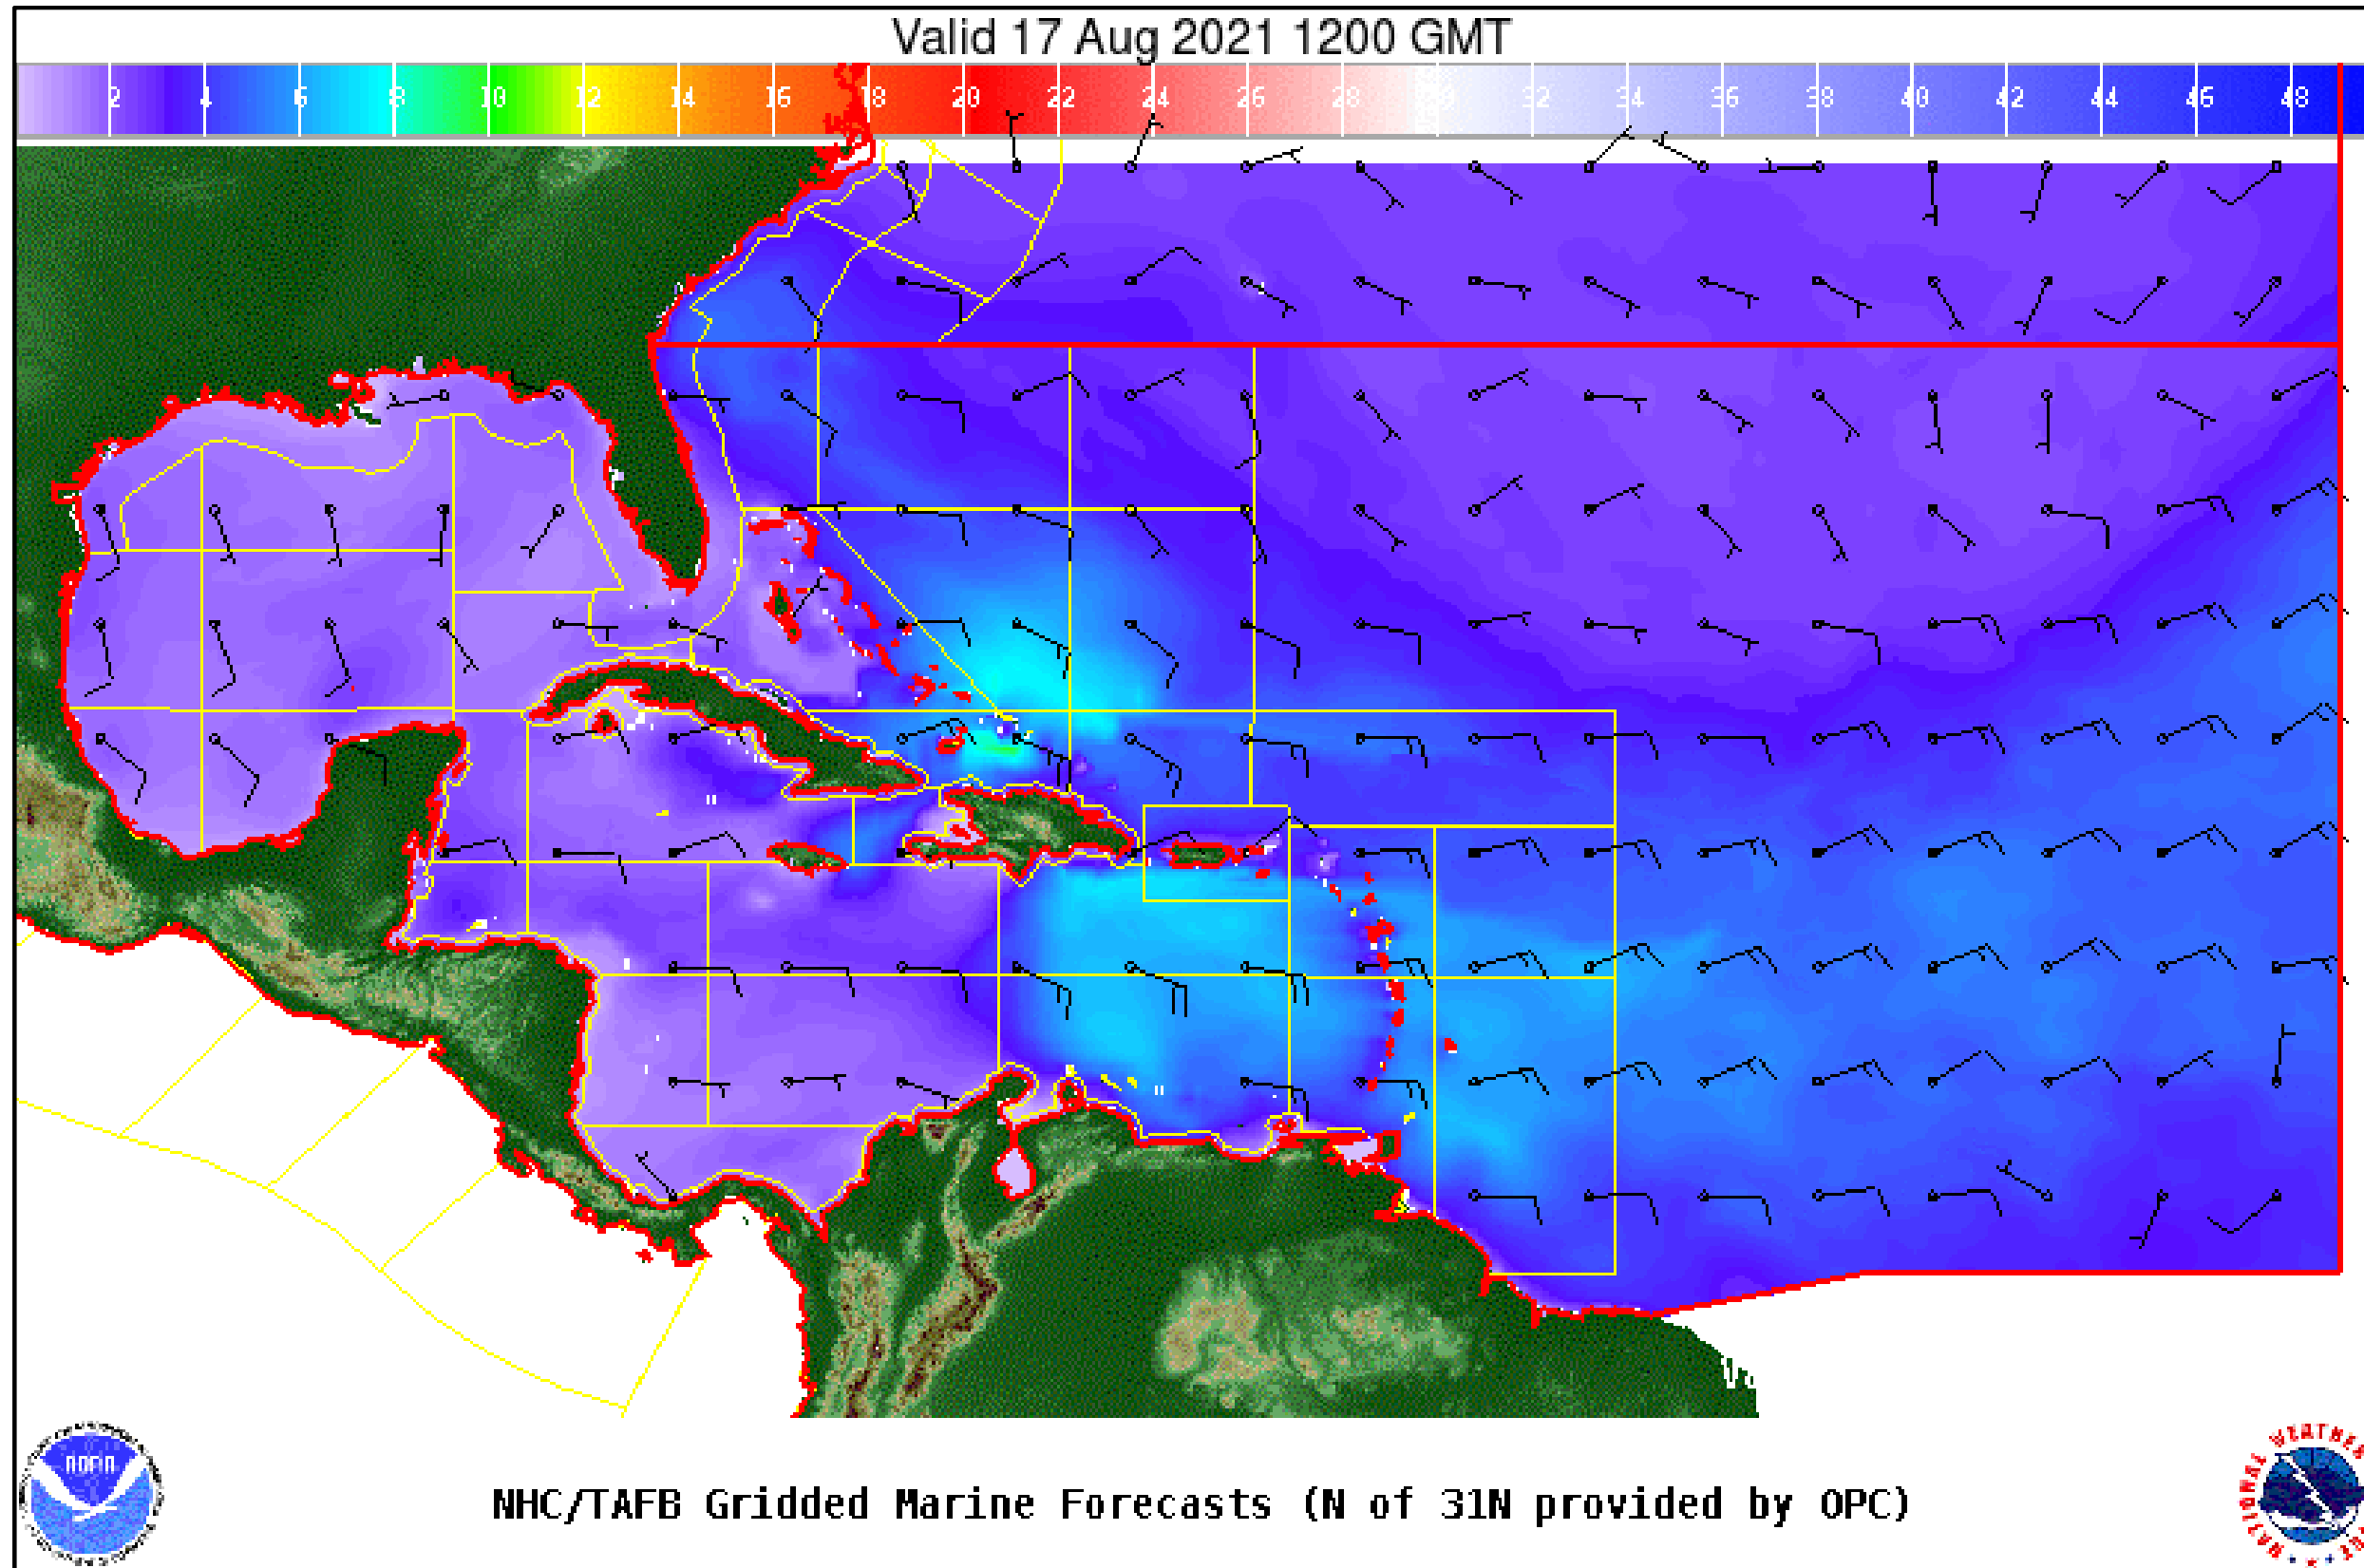 Valid 17 Aug 2021 1200 GMT
2 4 6 8 10 12 14 16 18 20 22 24 26 28 32 34 36 38 40 42 44 46 48
NOAA
NATIONAL WEATHER
NHC/TAFB Gridded Marine Forecasts (N of 31N provided by OPC)